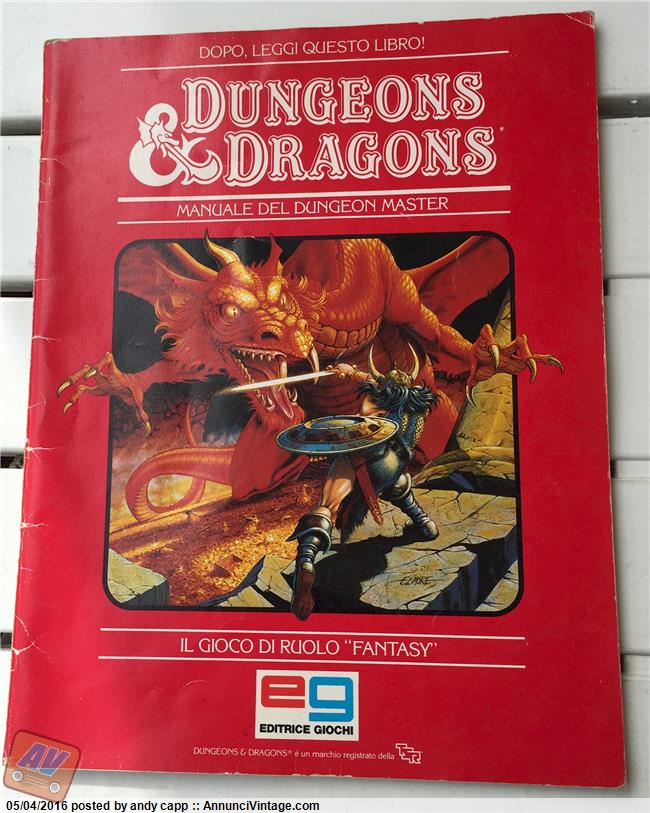 DOPO, LEGGI QUESTO LIBRO!
DUNGEONS
& DRAGONS®
MANUALE DEL DUNGEON MASTER
ELMORE
IL GIOCO DI RUOLO "FANTASY"
eg
EDITRICE GIOCHI
DUNGEONS & DRAGONS® é un marchio registrato della TSR
AV
05/04/2016 posted by andy capp :: AnnunciVintage.com